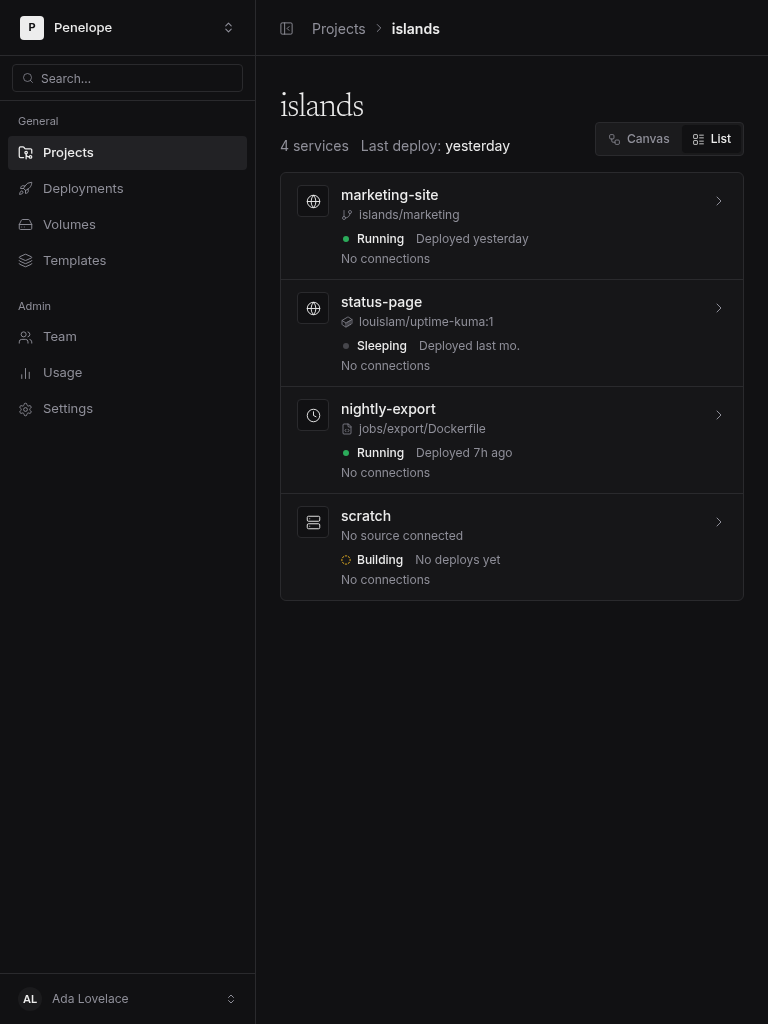 P Penelope
Search...
General
Projects
Deployments
Volumes
Templates
Admin
Team
Usage
Settings
AL Ada Lovelace
Projects islands
islands
4 services Last deploy: yesterday
Canvas List
marketing-site
islands/marketing
Running Deployed yesterday
No connections
status-page
louislam/uptime-kuma:1
Sleeping Deployed last mo.
No connections
nightly-export
jobs/export/Dockerfile
Running Deployed 7h ago
No connections
scratch
No source connected
Building No deploys yet
No connections